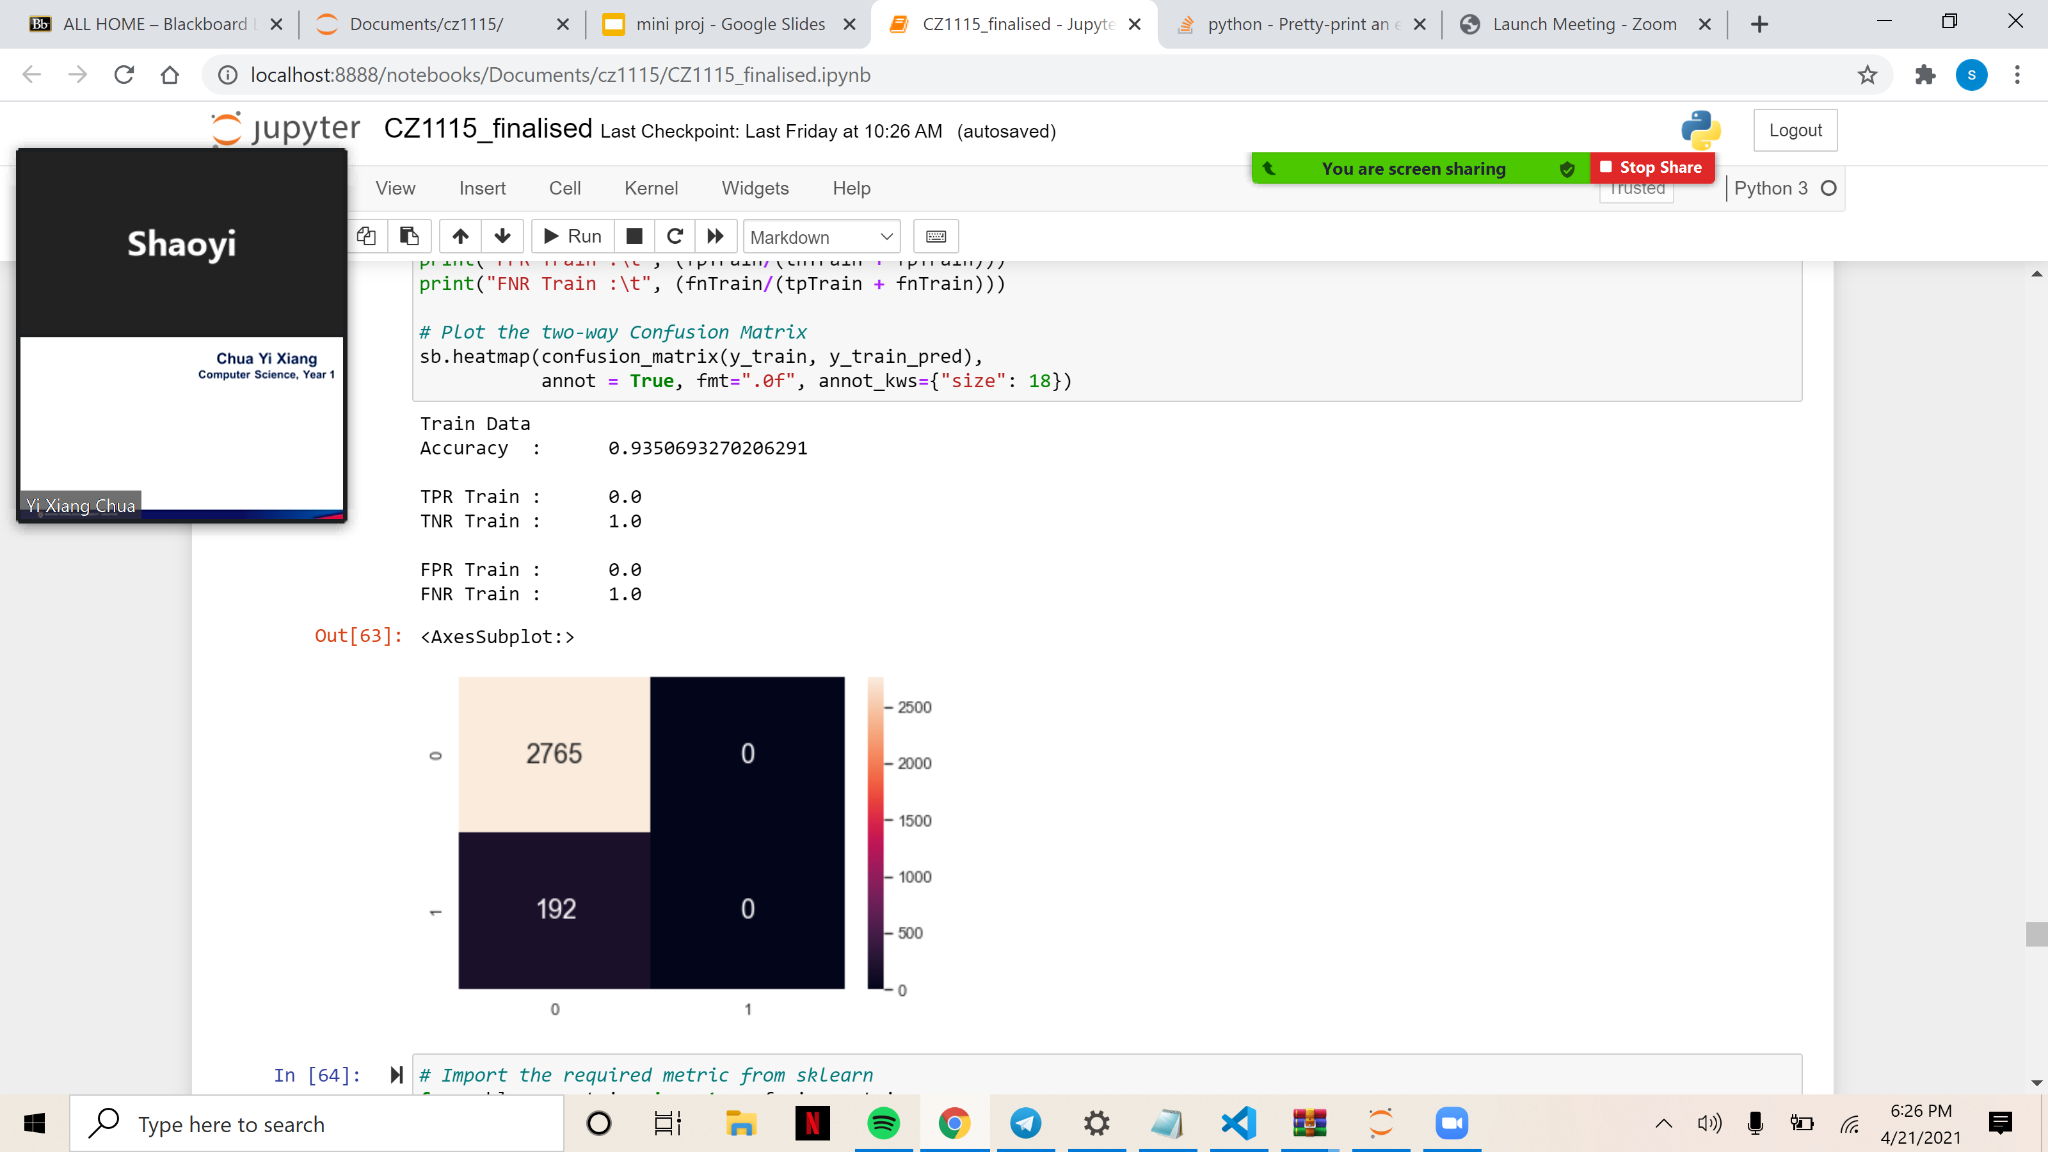 ALL HOME – Blackboard
Documents/cz1115/
mini proj - Google Slides
CZ1115_finalised - Jupyte
python - Pretty-print an
Launch Meeting - Zoom
localhost:8888/notebooks/Documents/cz1115/CZ1115_finalised.ipynb
S
jupyter CZ1115_finalised Last Checkpoint: Last Friday at 10:26 AM (autosaved)
Logout
You are screen sharing
Stop Share
View Insert Cell Kernel Widgets Help
Trusted
Python 3
Run
Markdown
Shaoyi
Chua Yi Xiang
Computer Science, Year 1
Yi Xiang Chua
print("FPR Train :\t", (fpTrain/(tnTrain + fpTrain)))
print("FNR Train :\t", (fnTrain/(tpTrain + fnTrain)))
# Plot the two-way Confusion Matrix
sb.heatmap(confusion_matrix(y_train, y_train_pred),
annot = True, fmt=".0f", annot_kws={"size": 18})
Train Data
Accuracy : 0.9350693270206291
TPR Train : 0.0
TNR Train : 1.0
FPR Train : 0.0
FNR Train : 1.0
Out[63]: <AxesSubplot:>
2500
0 2765 0
2000
1500
1000
1 192 0
500
0
0 1
In [64]: # Import the required metric from sklearn
Type here to search
6:26 PM
4/21/2021